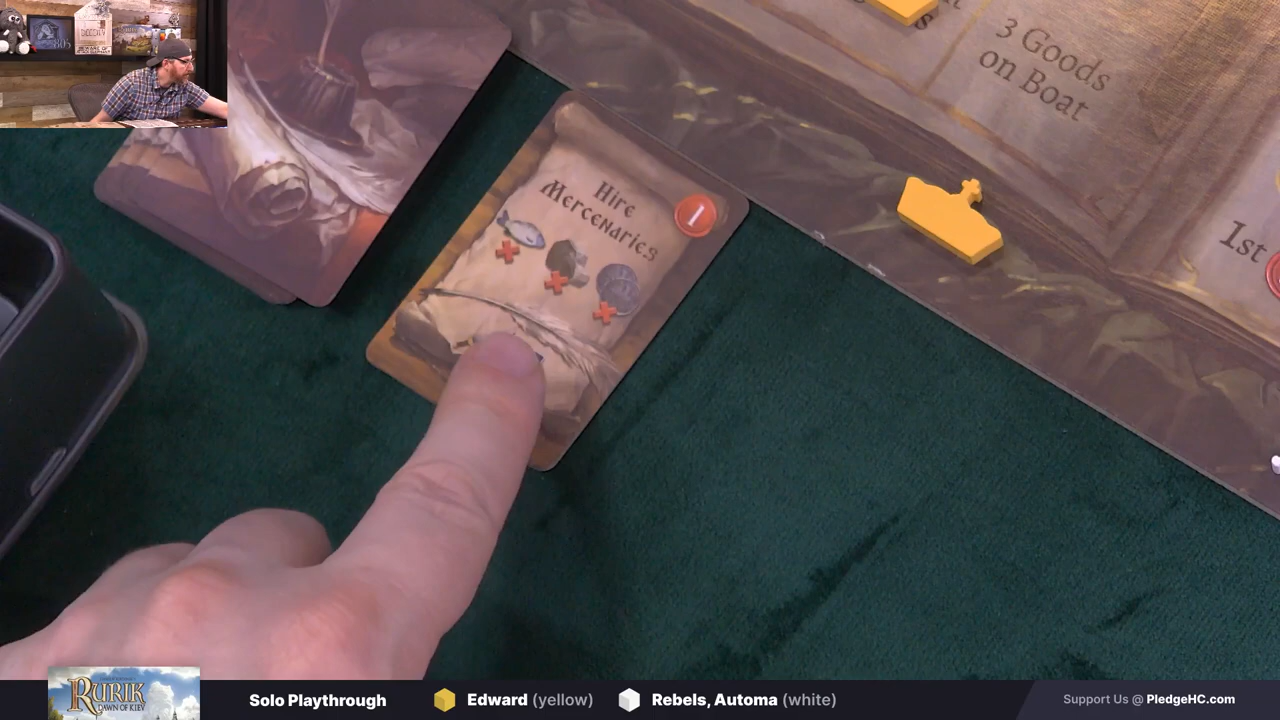 3 Goods
on Boat
Hire
Mercenaries
1
1st
RURIK
DAWN OF KIEV
Solo Playthrough
Edward (yellow)
Rebels, Automa (white)
Support Us @ PledgeHC.com